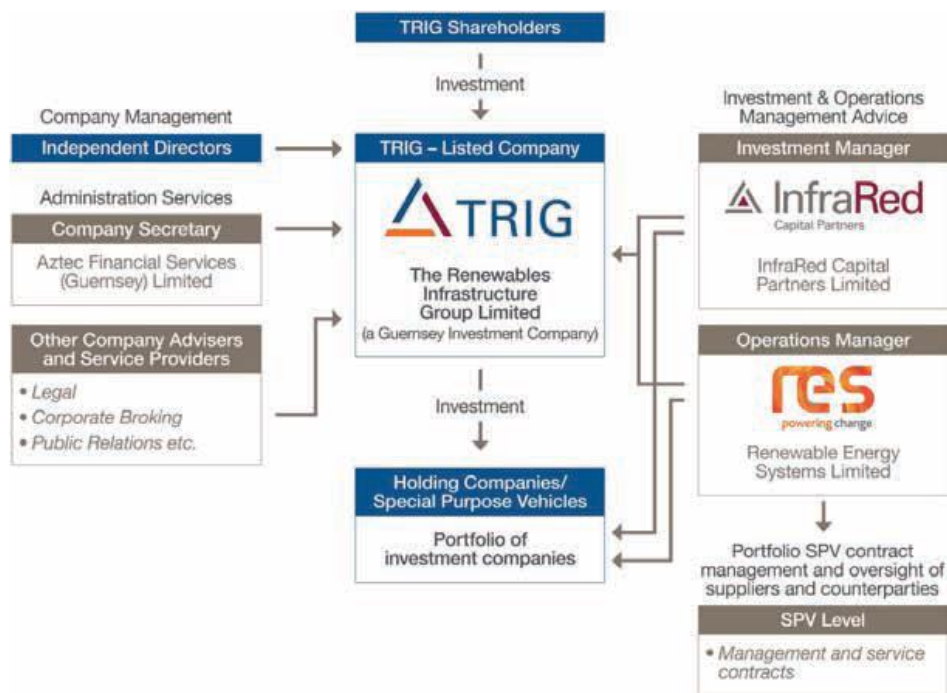 TRIG Shareholders
Investment
Company Management
Independent Directors
Administration Services
Company Secretary
Aztec Financial Services
(Guernsey) Limited
Other Company Advisers
and Service Providers
• Legal
• Corporate Broking
• Public Relations etc.
TRIG – Listed Company
TRIG
The Renewables
Infrastructure
Group Limited
(a Guernsey Investment Company)
Investment
Holding Companies/
Special Purpose Vehicles
Portfolio of
investment companies
Investment & Operations
Management Advice
Investment Manager
InfraRed
Capital Partners
InfraRed Capital
Partners Limited
Operations Manager
res
powering change
Renewable Energy
Systems Limited
Portfolio SPV contract
management and oversight of
suppliers and counterparties
SPV Level
• Management and service
contracts